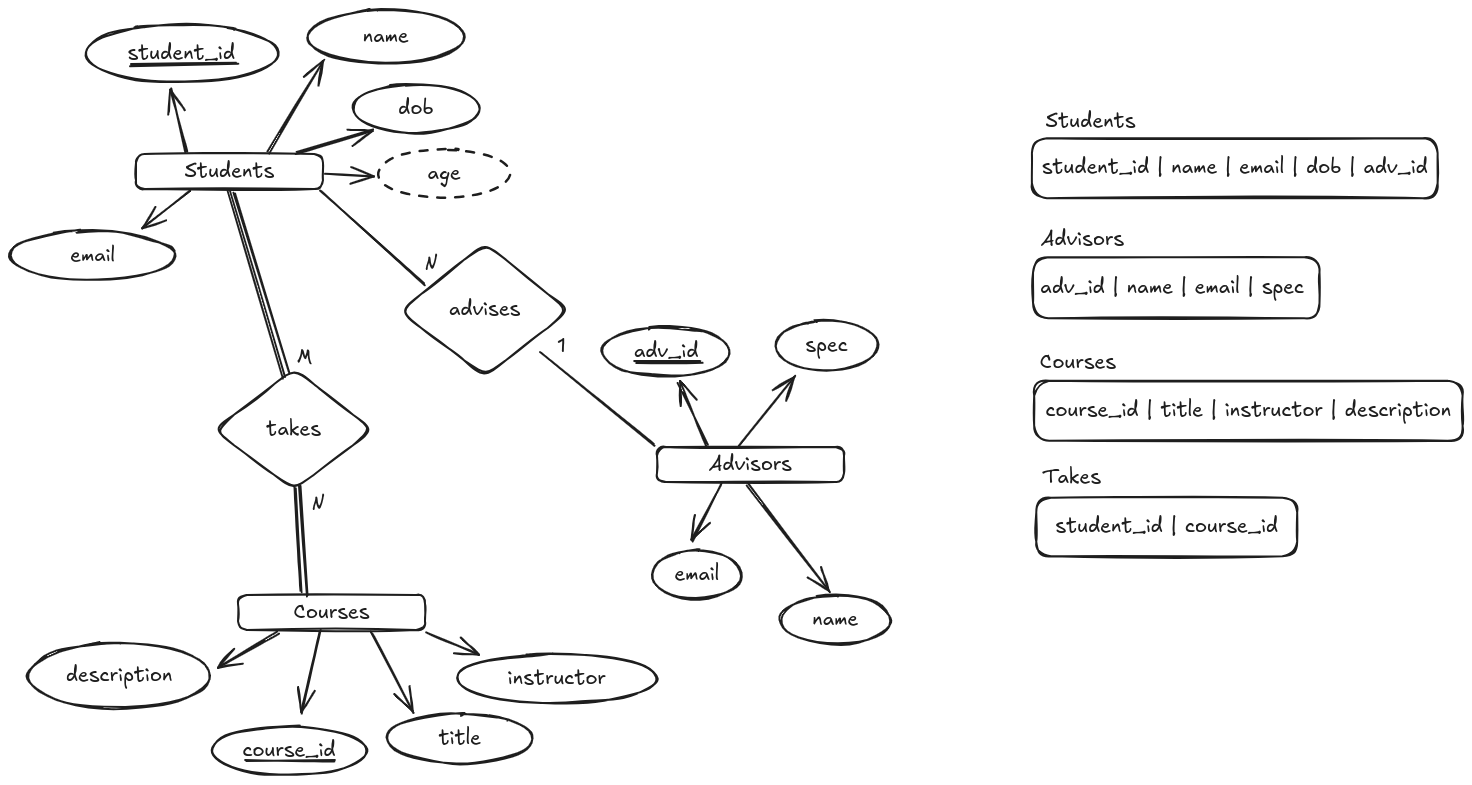 student_id
name
dob
Students
age
email
N
advises
1
adv_id
spec
M
takes
N
Advisors
email
name
Courses
description
instructor
course_id
title
Students
student_id | name | email | dob | adv_id
Advisors
adv_id | name | email | spec
Courses
course_id | title | instructor | description
Takes
student_id | course_id